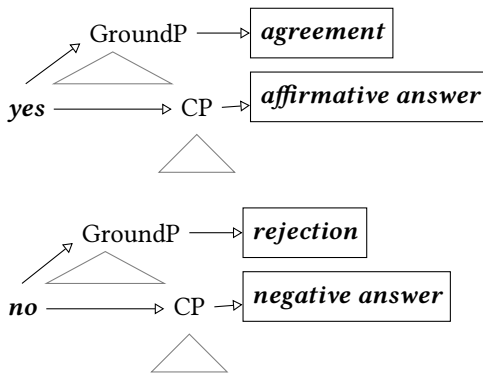 GroundP agreement
yes CP affirmative answer
GroundP rejection
no CP negative answer